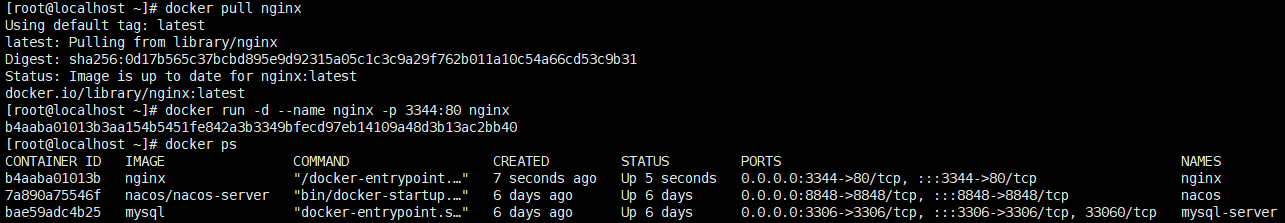 [root@localhost ~]# docker pull nginx
Using default tag: latest
latest: Pulling from library/nginx
Digest: sha256:0d17b565c37bcbd895e9d92315a05c1c3c9a29f762b011a10c54a66cd53c9b31
Status: Image is up to date for nginx:latest
docker.io/library/nginx:latest
[root@localhost ~]# docker run -d --name nginx -p 3344:80 nginx
b4aaba01013b3aa154b5451fe842a3b3349bfecd97eb14109a48d3b13ac2bb40
[root@localhost ~]# docker ps
CONTAINER ID   IMAGE                COMMAND                  CREATED         STATUS         PORTS                                                  NAMES
b4aaba01013b   nginx                "/docker-entrypoint.…"   7 seconds ago   Up 5 seconds   0.0.0.0:3344->80/tcp, :::3344->80/tcp                  nginx
7a890a75546f   nacos/nacos-server   "bin/docker-startup.…"   6 days ago      Up 6 days      0.0.0.0:8848->8848/tcp, :::8848->8848/tcp              nacos
bae59adc4b25   mysql                "docker-entrypoint.s…"   6 days ago      Up 6 days      0.0.0.0:3306->3306/tcp, :::3306->3306/tcp, 33060/tcp   mysql-server